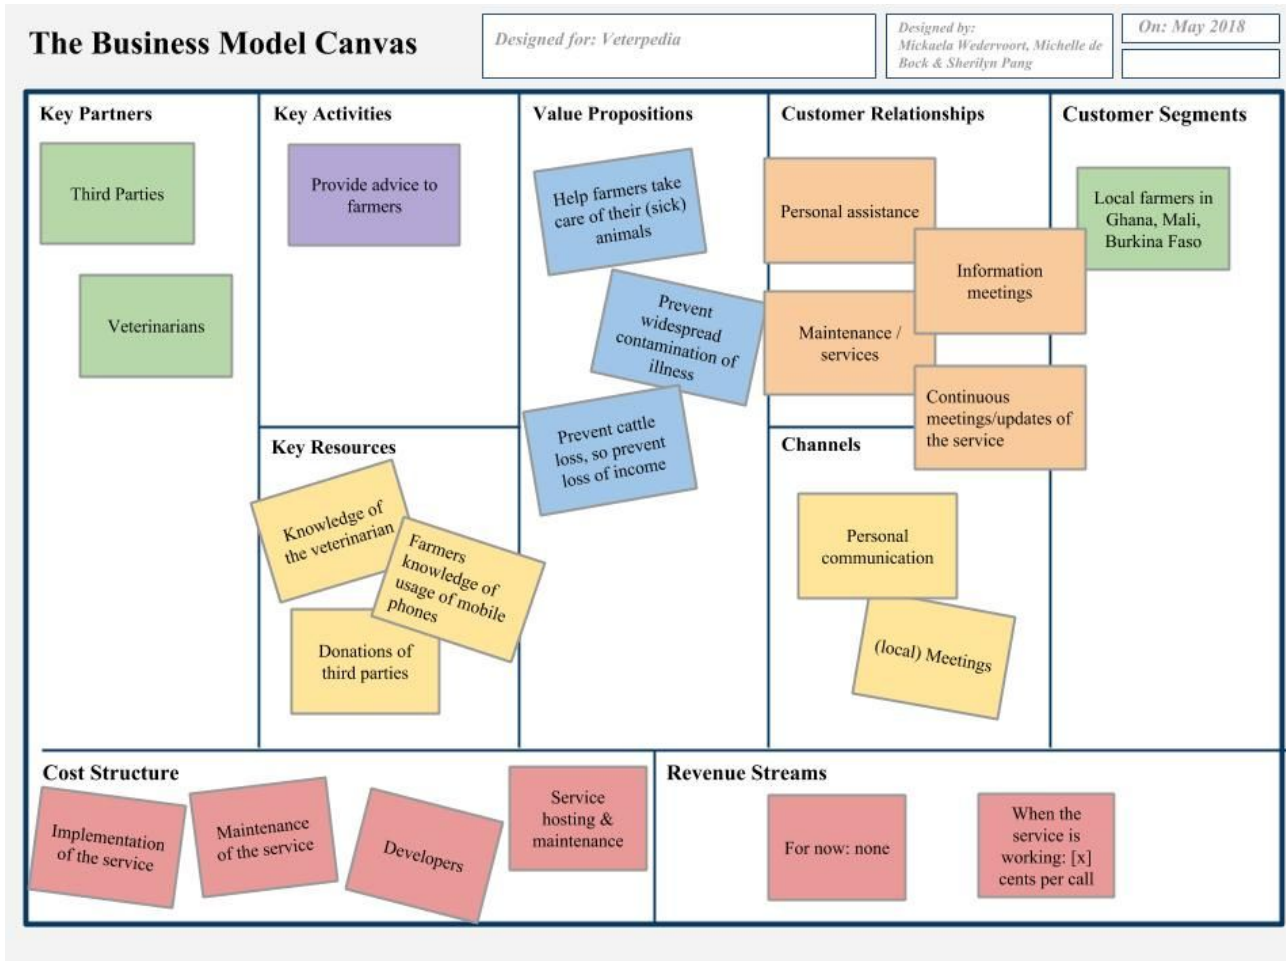 The Business Model Canvas
Designed for: Veterpedia
Designed by:
Mickaela Wedervoort, Michelle de
Bock & Sherilyn Pang
On: May 2018
Key Partners
Third Parties
Veterinarians
Key Activities
Provide advice to
farmers
Key Resources
Knowledge of
the veterinarian
Farmers
knowledge of
usage of mobile
phones
Donations of
third parties
Value Propositions
Help farmers take
care of their (sick)
animals
Prevent
widespread
contamination of
illness
Prevent cattle
loss, so prevent
loss of income
Customer Relationships
Personal assistance
Information
meetings
Maintenance /
services
Continuous
meetings/updates of
the service
Channels
Personal
communication
(local) Meetings
Customer Segments
Local farmers in
Ghana, Mali,
Burkina Faso
Cost Structure
Implementation
of the service
Maintenance
of the service
Developers
Service
hosting &
maintenance
Revenue Streams
For now: none
When the
service is
working: [x]
cents per call